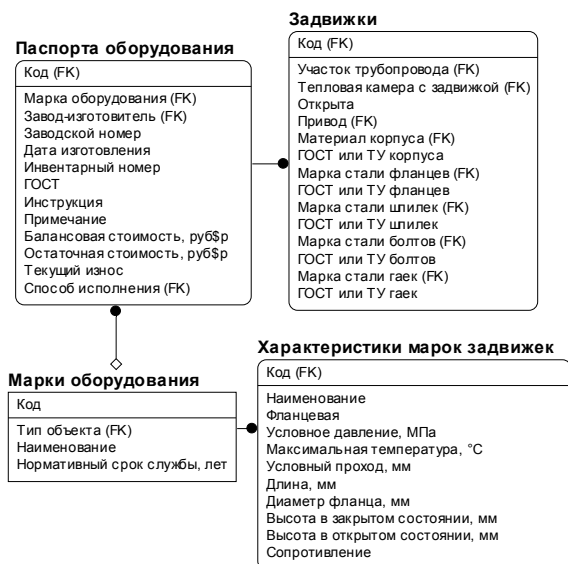 Паспорта оборудования
Код (FK)
Марка оборудования (FK)
Завод-изготовитель (FK)
Заводской номер
Дата изготовления
Инвентарный номер
ГОСТ
Инструкция
Примечание
Балансовая стоимость, руб$р
Остаточная стоимость, руб$р
Текущий износ
Способ исполнения (FK)
Задвижки
Код (FK)
Участок трубопровода (FK)
Тепловая камера с задвижкой (FK)
Открыта
Привод (FK)
Материал корпуса (FK)
ГОСТ или ТУ корпуса
Марка стали фланцев (FK)
ГОСТ или ТУ фланцев
Марка стали шпилек (FK)
ГОСТ или ТУ шпилек
Марка стали болтов (FK)
ГОСТ или ТУ болтов
Марка стали гаек (FK)
ГОСТ или ТУ гаек
Марки оборудования
Код
Тип объекта (FK)
Наименование
Нормативный срок службы, лет
Характеристики марок задвижек
Код (FK)
Наименование
Фланцевая
Условное давление, МПа
Максимальная температура, °C
Условный проход, мм
Длина, мм
Диаметр фланца, мм
Высота в закрытом состоянии, мм
Высота в открытом состоянии, мм
Сопротивление